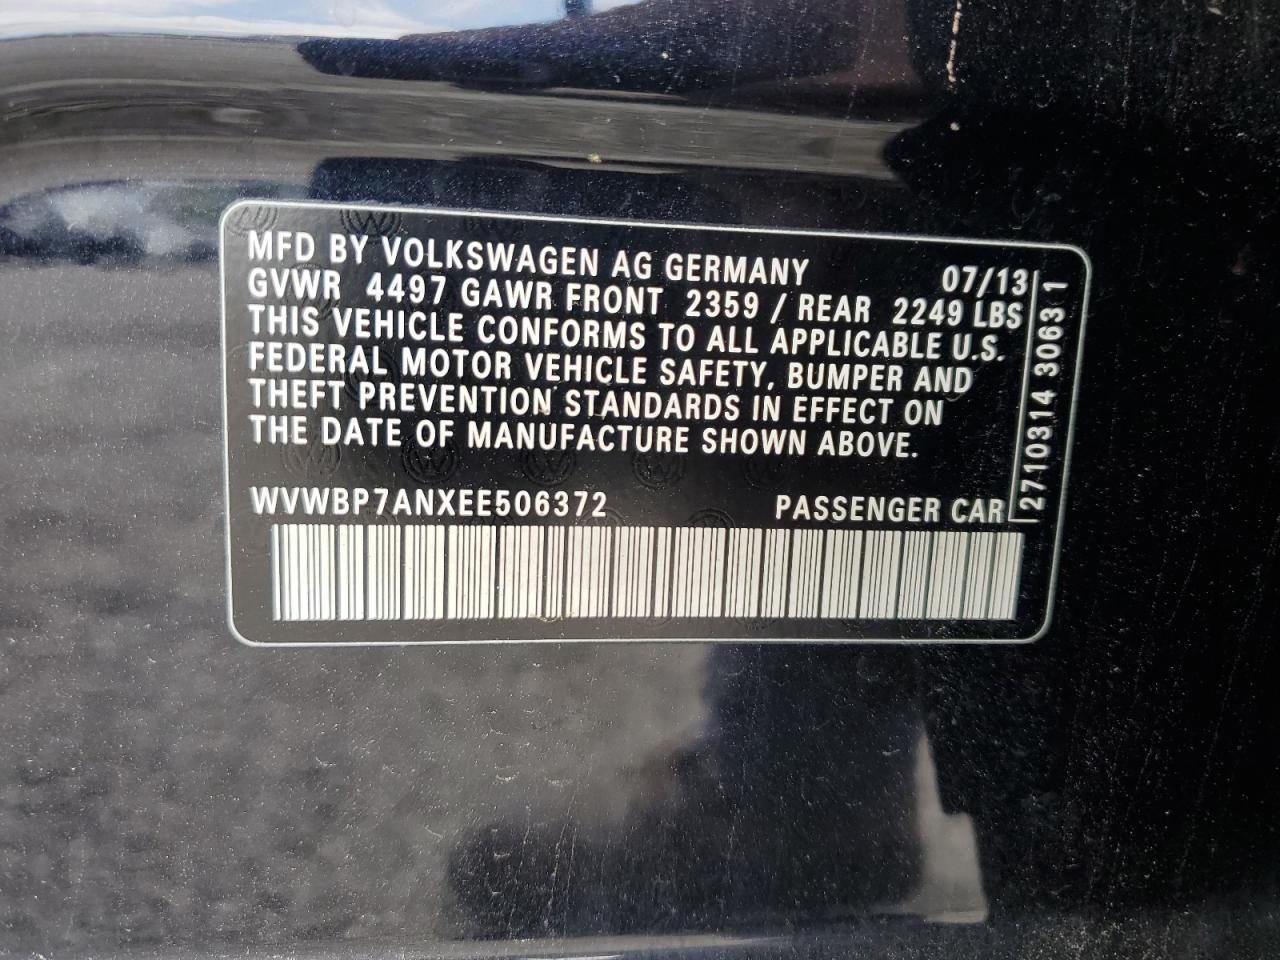 MFD BY VOLKSWAGEN AG GERMANY 07/13
GVWR 4497 GAWR FRONT 2359 / REAR 2249 LBS
THIS VEHICLE CONFORMS TO ALL APPLICABLE U.S.
FEDERAL MOTOR VEHICLE SAFETY, BUMPER AND
THEFT PREVENTION STANDARDS IN EFFECT ON
THE DATE OF MANUFACTURE SHOWN ABOVE.
WVWBP7ANXEE506372 PASSENGER CAR
2710314 30631